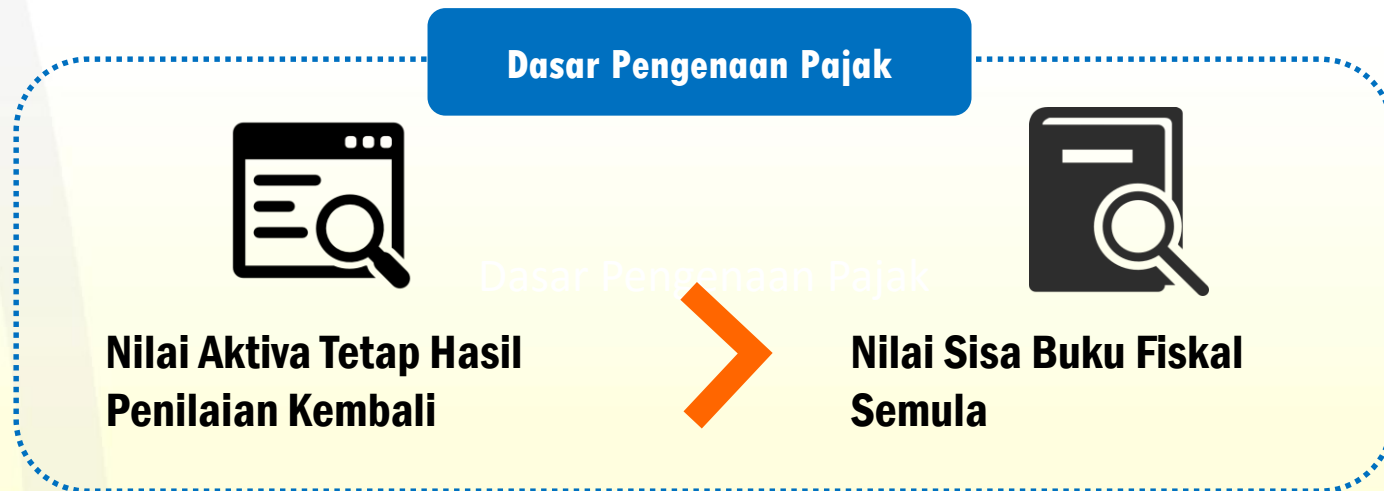 Dasar Pengenaan Pajak
Dasar Pengenaan Pajak
Nilai Aktiva Tetap Hasil
Penilaian Kembali
Nilai Sisa Buku Fiskal
Semula